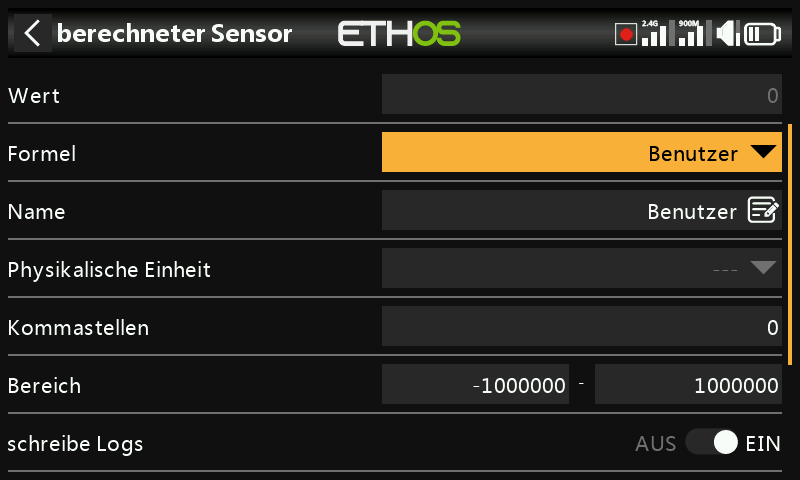 berechneter Sensor ETHOS 2.4G 900M
Wert 0
Formel Benutzer
Name Benutzer
Physikalische Einheit ---
Kommastellen 0
Bereich -1000000 - 1000000
schreibe Logs AUS EIN